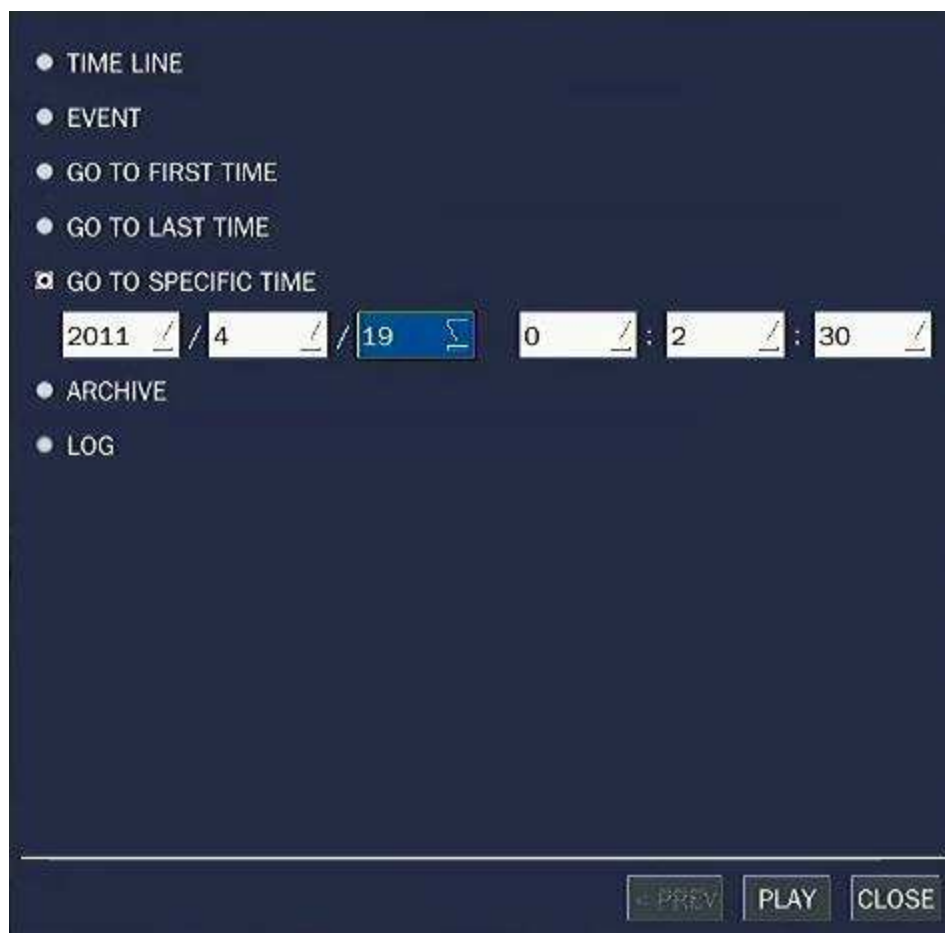 TIME LINE
EVENT
GO TO FIRST TIME
GO TO LAST TIME
GO TO SPECIFIC TIME
2011 / 4 / 19 0 : 2 : 30
ARCHIVE
LOG
< PREV PLAY CLOSE